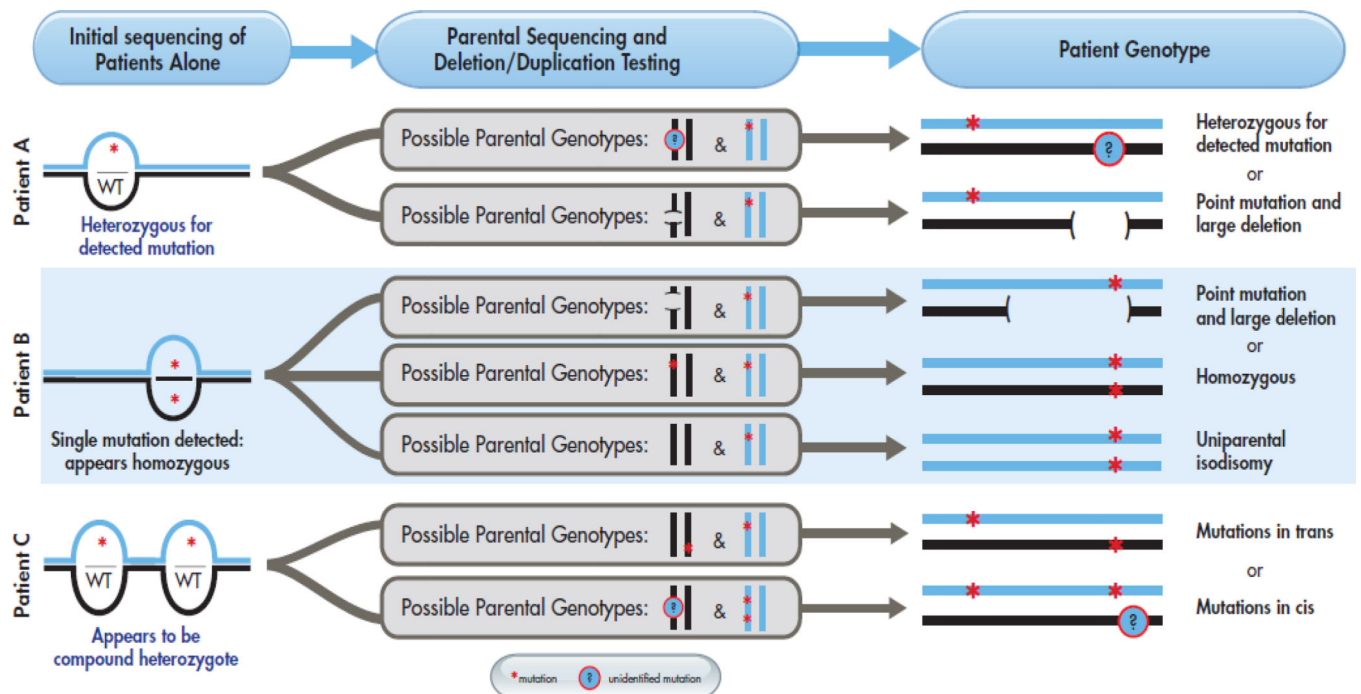 Initial sequencing of
Patients Alone
Parental Sequencing and
Deletion/Duplication Testing
Patient Genotype
Patient A
WT
Heterozygous for
detected mutation
Possible Parental Genotypes: ? & *
Possible Parental Genotypes: & *
* ?
Heterozygous for
detected mutation
or
*
Point mutation and
large deletion
Patient B
Single mutation detected:
appears homozygous
Possible Parental Genotypes: & *
Possible Parental Genotypes: * & *
Possible Parental Genotypes: & *
Point mutation
and large deletion
or
Homozygous
Uniparental
isodisomy
Patient C
WT WT
Appears to be
compound heterozygote
Possible Parental Genotypes: * & *
Possible Parental Genotypes: ? & *
Mutations in trans
or
Mutations in cis
*mutation ? unidentified mutation